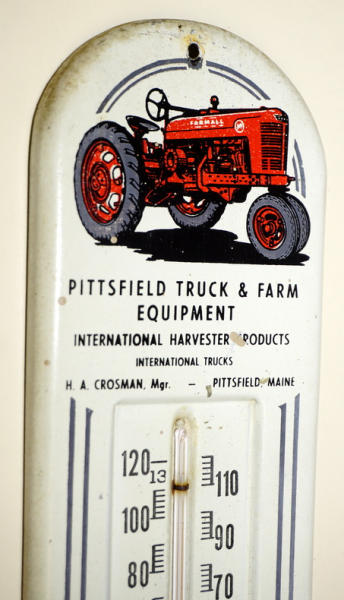 FARMALL
PITTSFIELD TRUCK & FARM
EQUIPMENT
INTERNATIONAL HARVESTER PRODUCTS
INTERNATIONAL TRUCKS
H. A. CROSMAN, Mgr. — PITTSFIELD, MAINE
120
13
110
100
90
80
70